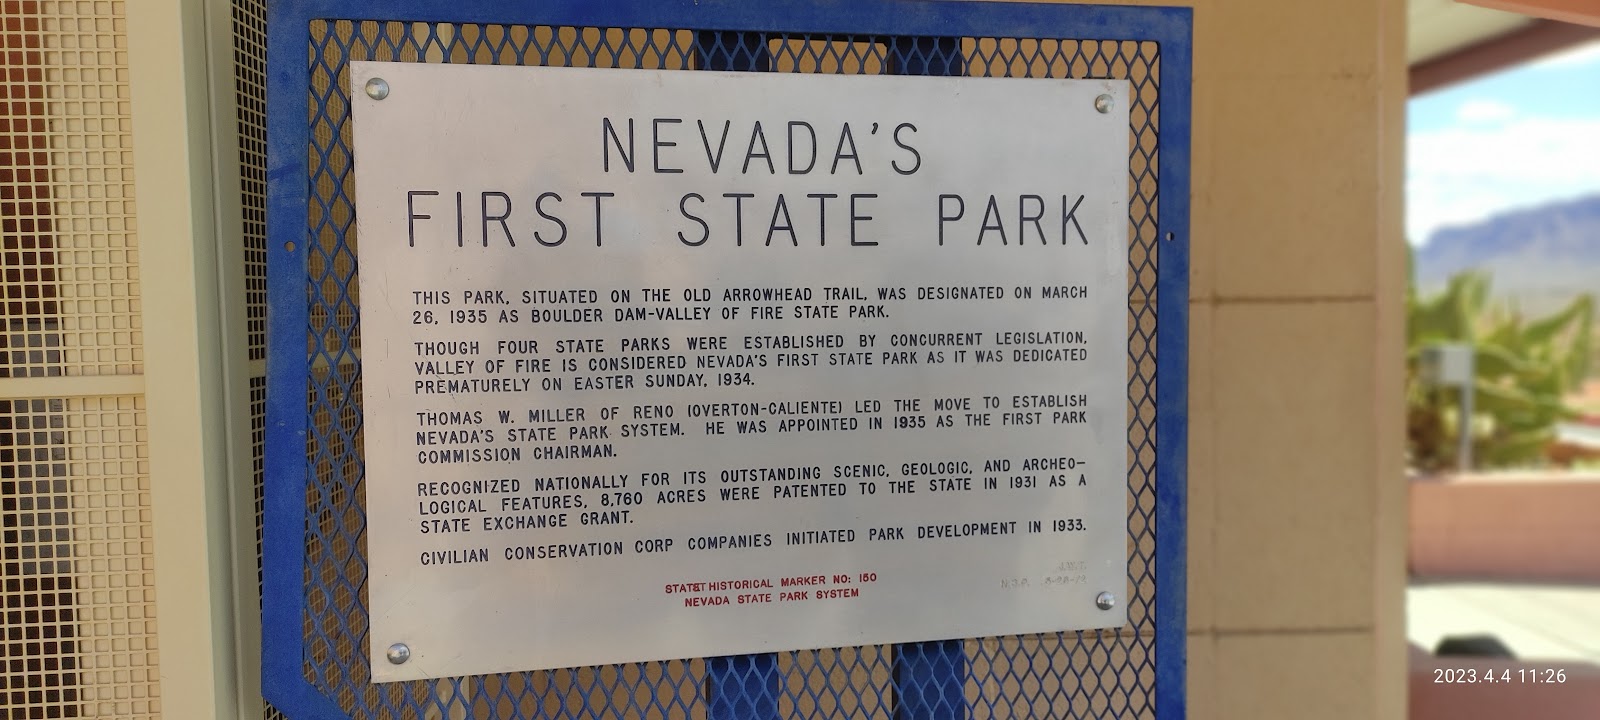 NEVADA'S
FIRST STATE PARK
THIS PARK, SITUATED ON THE OLD ARROWHEAD TRAIL, WAS DESIGNATED ON MARCH
26, 1935 AS BOULDER DAM-VALLEY OF FIRE STATE PARK.
THOUGH FOUR STATE PARKS WERE ESTABLISHED BY CONCURRENT LEGISLATION,
VALLEY OF FIRE IS CONSIDERED NEVADA'S FIRST STATE PARK AS IT WAS DEDICATED
PREMATURELY ON EASTER SUNDAY, 1934.
THOMAS W. MILLER OF RENO (OVERTON-CALIENTE) LED THE MOVE TO ESTABLISH
NEVADA'S STATE PARK SYSTEM. HE WAS APPOINTED IN 1935 AS THE FIRST PARK
COMMISSION CHAIRMAN.
RECOGNIZED NATIONALLY FOR ITS OUTSTANDING SCENIC, GEOLOGIC, AND ARCHEO-
LOGICAL FEATURES, 8,760 ACRES WERE PATENTED TO THE STATE IN 1931 AS A
STATE EXCHANGE GRANT.
CIVILIAN CONSERVATION CORP COMPANIES INITIATED PARK DEVELOPMENT IN 1933.
STATE HISTORICAL MARKER NO: 150
NEVADA STATE PARK SYSTEM
2023.4.4 11:26